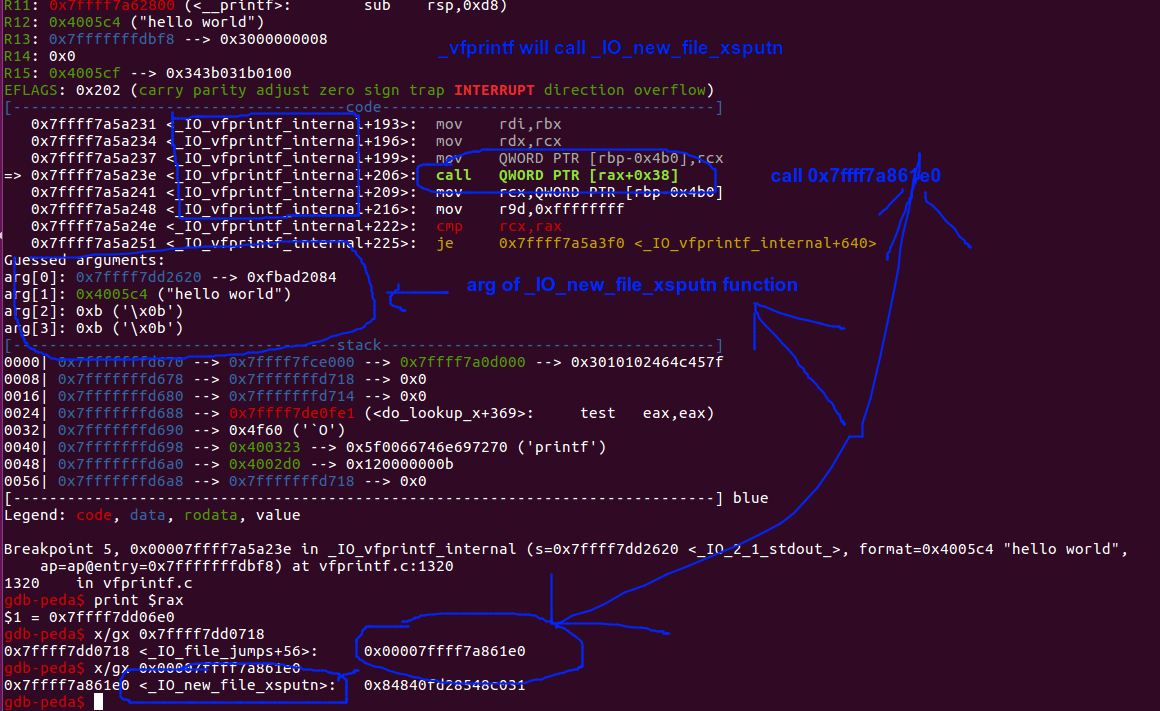 R11: 0x7ffff7a62800 (<__printf>: sub rsp,0xd8)
R12: 0x4005c4 ("hello world")
R13: 0x7fffffffdbf8 --> 0x3000000008
_vfprintf will call _IO_new_file_xsputn
R14: 0x0
R15: 0x4005cf --> 0x343b031b0100
EFLAGS: 0x202 (carry parity adjust zero sign trap INTERRUPT direction overflow)
[-------------------------------------code-------------------------------------]
0x7ffff7a5a231 <_IO_vfprintf_internal+193>: mov rdi,rbx
0x7ffff7a5a234 <_IO_vfprintf_internal+196>: mov rdx,rcx
0x7ffff7a5a237 <_IO_vfprintf_internal+199>: mov QWORD PTR [rbp-0x4b0],rcx
=> 0x7ffff7a5a23e <_IO_vfprintf_internal+206>: call QWORD PTR [rax+0x38]
call 0x7fff7a861e0
0x7ffff7a5a241 <_IO_vfprintf_internal+209>: mov rcx,QWORD PTR [rbp-0x4b0]
0x7ffff7a5a248 <_IO_vfprintf_internal+216>: mov r9d,0xffffffff
0x7ffff7a5a24e <_IO_vfprintf_internal+222>: cmp rcx,rax
0x7ffff7a5a251 <_IO_vfprintf_internal+225>: je 0x7ffff7a5a3f0 <_IO_vfprintf_internal+640>
Guessed arguments:
arg[0]: 0x7ffff7dd2620 --> 0xfbad2084
arg[1]: 0x4005c4 ("hello world")
arg of _IO_new_file_xsputn function
arg[2]: 0xb ('\x0b')
arg[3]: 0xb ('\x0b')
[------------------------------------stack-------------------------------------]
0000| 0x7fffffffd670 --> 0x7ffff7fce000 --> 0x7ffff7a0d000 --> 0x3010102464c457f
0008| 0x7fffffffd678 --> 0x7fffffffd718 --> 0x0
0016| 0x7fffffffd680 --> 0x7fffffffd714 --> 0x0
0024| 0x7fffffffd688 --> 0x7ffff7de0fe1 (<do_lookup_x+369>: test eax,eax)
0032| 0x7fffffffd690 --> 0x4f60 ('`O')
0040| 0x7fffffffd698 --> 0x400323 --> 0x5f0066746e697270 ('printf')
0048| 0x7fffffffd6a0 --> 0x4002d0 --> 0x120000000b
0056| 0x7fffffffd6a8 --> 0x7fffffffd718 --> 0x0
[------------------------------------------------------------------------------] blue
Legend: code, data, rodata, value
Breakpoint 5, 0x00007ffff7a5a23e in _IO_vfprintf_internal (s=0x7ffff7dd2620 <_IO_2_1_stdout_>, format=0x4005c4 "hello world",
ap=ap@entry=0x7fffffffdbf8) at vfprintf.c:1320
1320 in vfprintf.c
gdb-peda$ print $rax
$1 = 0x7ffff7dd06e0
gdb-peda$ x/gx 0x7ffff7dd0718
0x7ffff7dd0718 <_IO_file_jumps+56>: 0x00007ffff7a861e0
gdb-peda$ x/gx 0x00007ffff7a861e0
0x7ffff7a861e0 <_IO_new_file_xsputn>: 0x84840fd28548c031
gdb-peda$